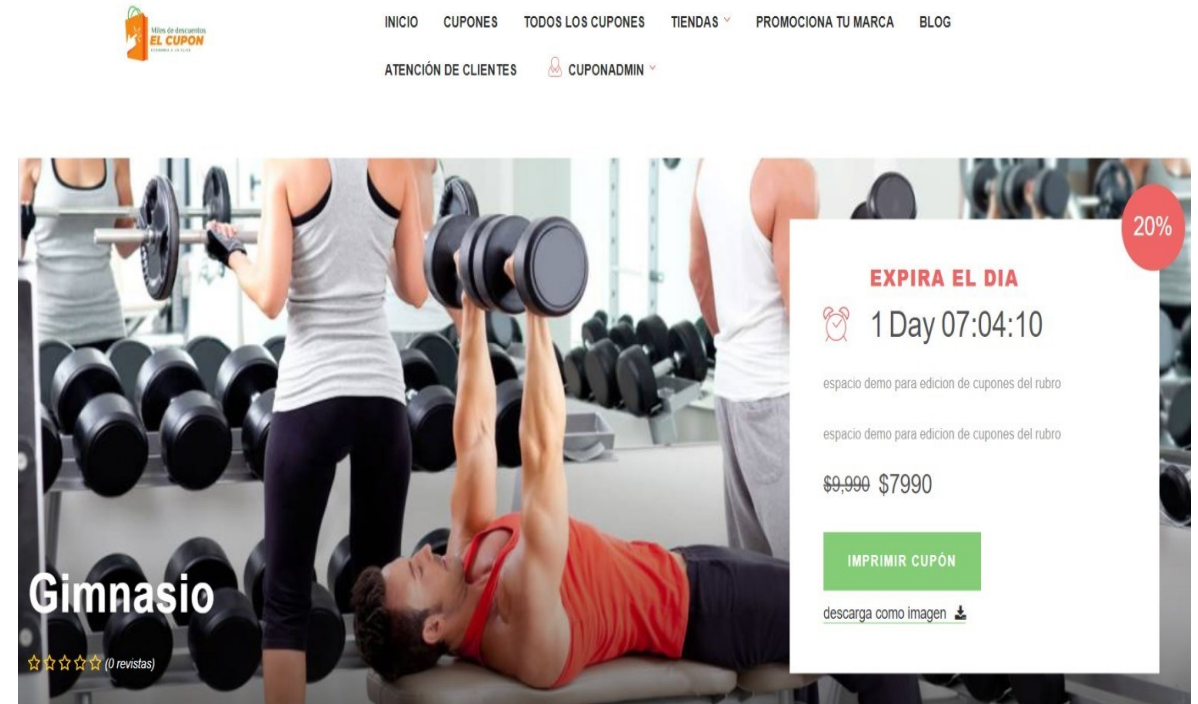 Miles de descuentos
EL CUPON
INICIO CUPONES TODOS LOS CUPONES TIENDAS PROMOCIONA TU MARCA BLOG
ATENCIÓN DE CLIENTES CUPONADMIN
20%
EXPIRA EL DIA
1 Day 07:04:10
espacio demo para edicion de cupones del rubro
espacio demo para edicion de cupones del rubro
$9,990 $7990
IMPRIMIR CUPÓN
descarga como imagen
Gimnasio
(0 revistas)